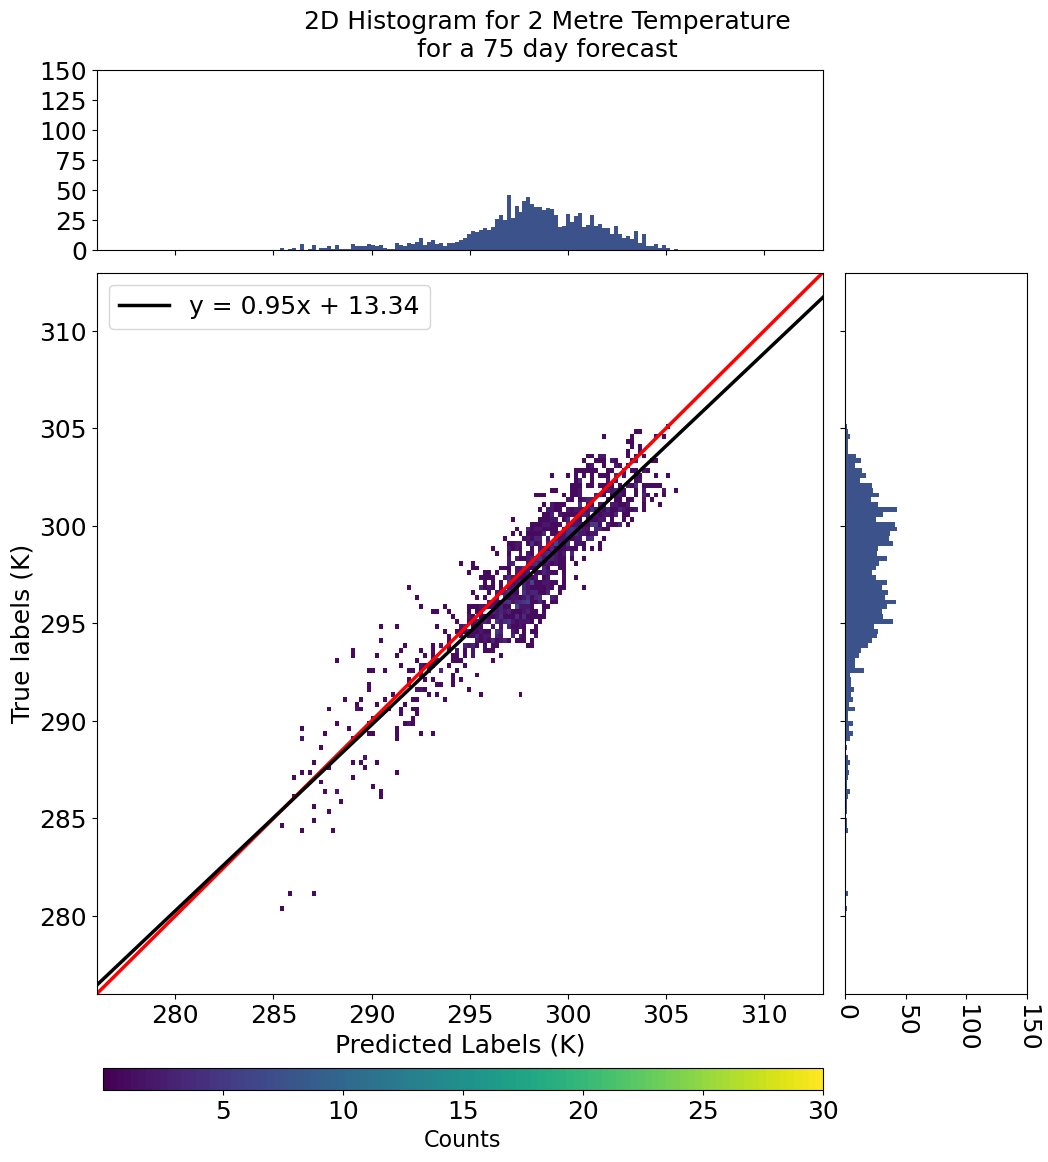 2D Histogram for 2 Metre Temperature
for a 75 day forecast
150
125
100
75
50
25
0
y = 0.95x + 13.34
310
305
300
295
290
285
280
True labels (K)
280 285 290 295 300 305 310
Predicted Labels (K)
0 50 100 150
5 10 15 20 25 30
Counts